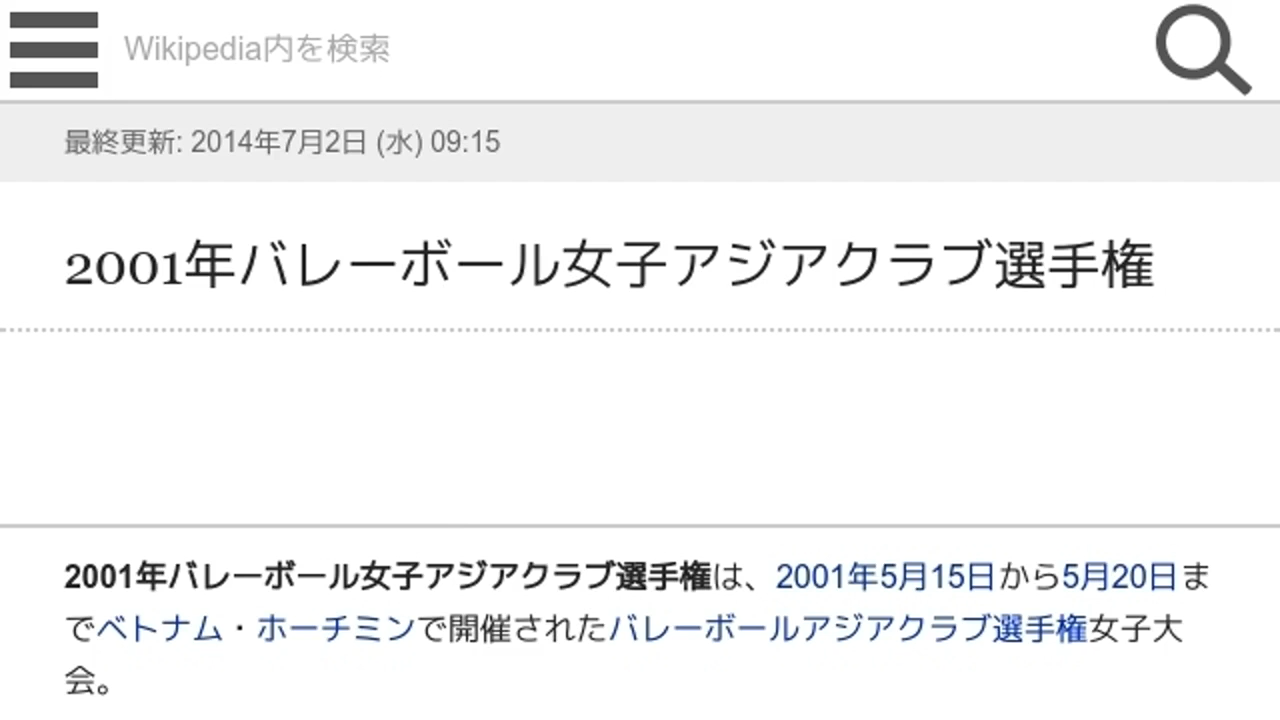 Wikipedia内を検索
最終更新: 2014年7月2日 (水) 09:15
2001年バレーボール女子アジアクラブ選手権
2001年バレーボール女子アジアクラブ選手権は、2001年5月15日から5月20日ま
でベトナム・ホーチミンで開催されたバレーボールアジアクラブ選手権女子大
会。